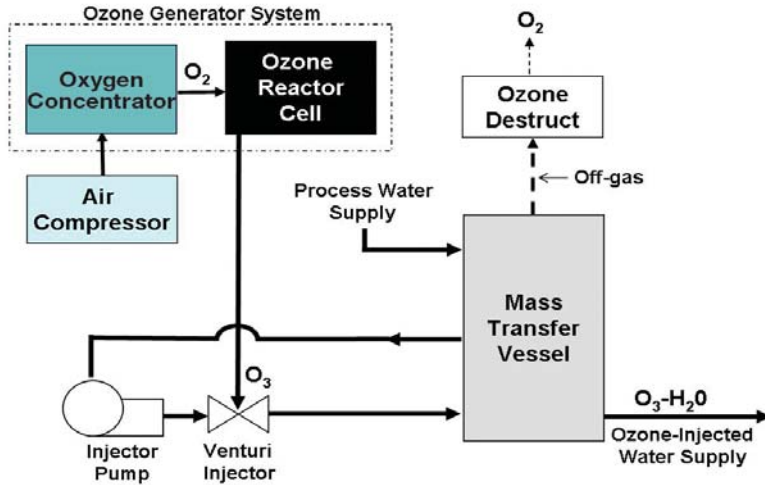 Ozone Generator System
Oxygen
Concentrator
O₂
Ozone
Reactor
Cell
O₂
Ozone
Destruct
Off-gas
Air
Compressor
Process Water
Supply
Mass
Transfer
Vessel
O₃
O₃-H₂0
Ozone-Injected
Water Supply
Injector
Pump
Venturi
Injector